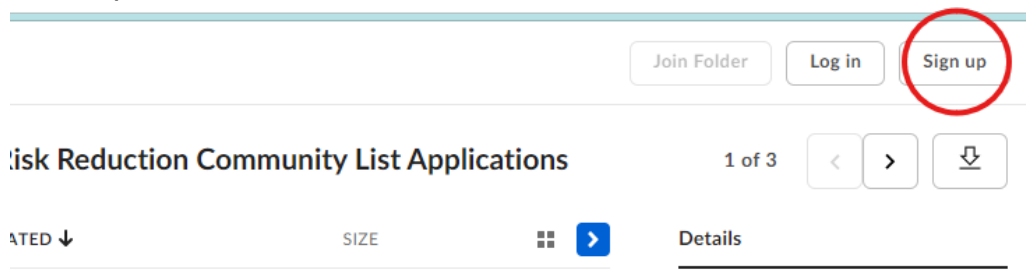 Join Folder Log in Sign up
Risk Reduction Community List Applications 1 of 3
ATED SIZE Details